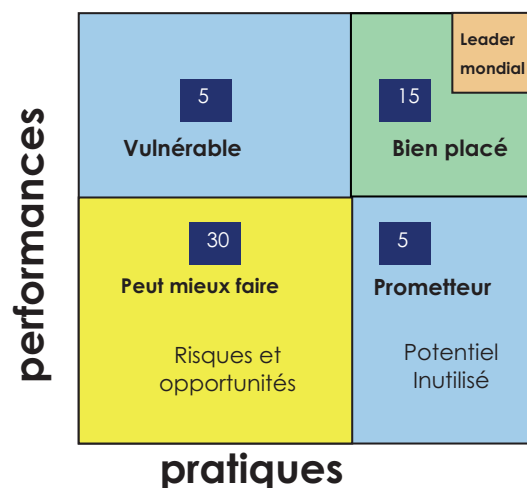 Leader
mondial
5
15
Vulnérable
Bien placé
30
5
Peut mieux faire
Prometteur
Risques et
opportunités
Potentiel
Inutilisé
performances
pratiques